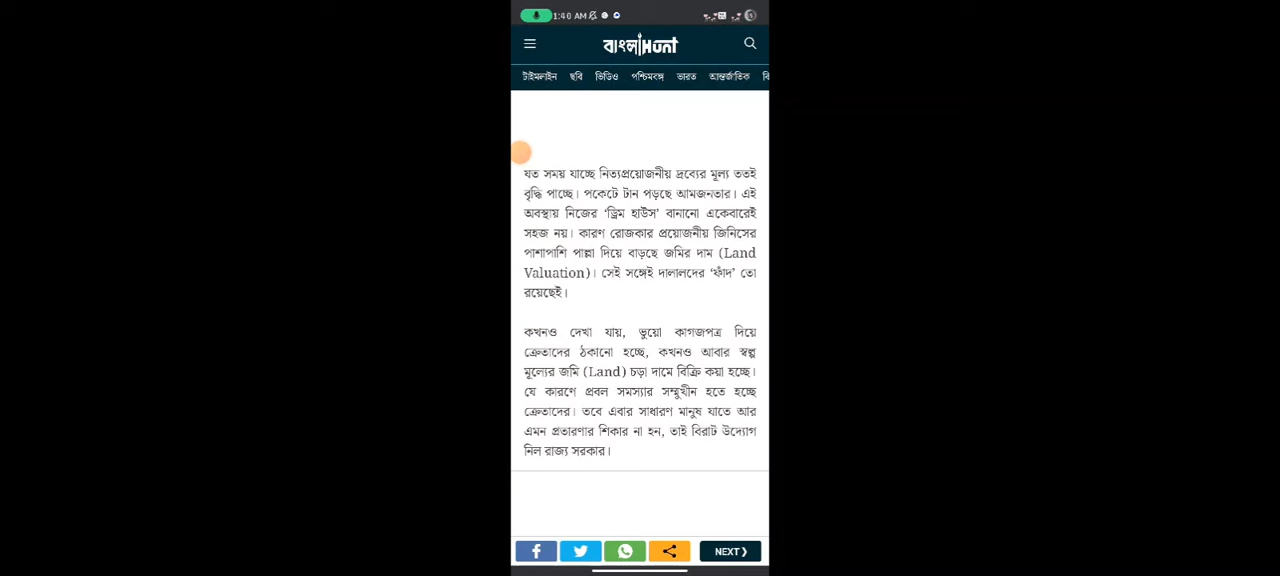 1:40 AM
বাংলাHunt
টাইমলাইন ছবি ভিডিও পশ্চিমবঙ্গ ভারত আন্তর্জাতিক বি
যত সময় যাচ্ছে নিত্যপ্রয়োজনীয় দ্রব্যের মূল্য ততই
বৃদ্ধি পাচ্ছে। পকেটে টান পড়ছে আমজনতার। এই
অবস্থায় নিজের ‘ড্রিম হাউস’ বানানো একেবারেই
সহজ নয়। কারণ রোজকার প্রয়োজনীয় জিনিসের
পাশাপাশি পাল্লা দিয়ে বাড়ছে জমির দাম (Land
Valuation)। সেই সঙ্গেই দালালদের ‘ফাঁদ’ তো
রয়েছেই।
কখনও দেখা যায়, ভুয়ো কাগজপত্র দিয়ে
ক্রেতাদের ঠকানো হচ্ছে, কখনও আবার স্বল্প
মূল্যের জমি (Land) চড়া দামে বিক্রি কয়া হচ্ছে।
যে কারণে প্রবল সমস্যার সম্মুখীন হতে হচ্ছে
ক্রেতাদের। তবে এবার সাধারণ মানুষ যাতে আর
এমন প্রতারণার শিকার না হন, তাই বিরাট উদ্যোগ
নিল রাজ্য সরকার।
NEXT ❯